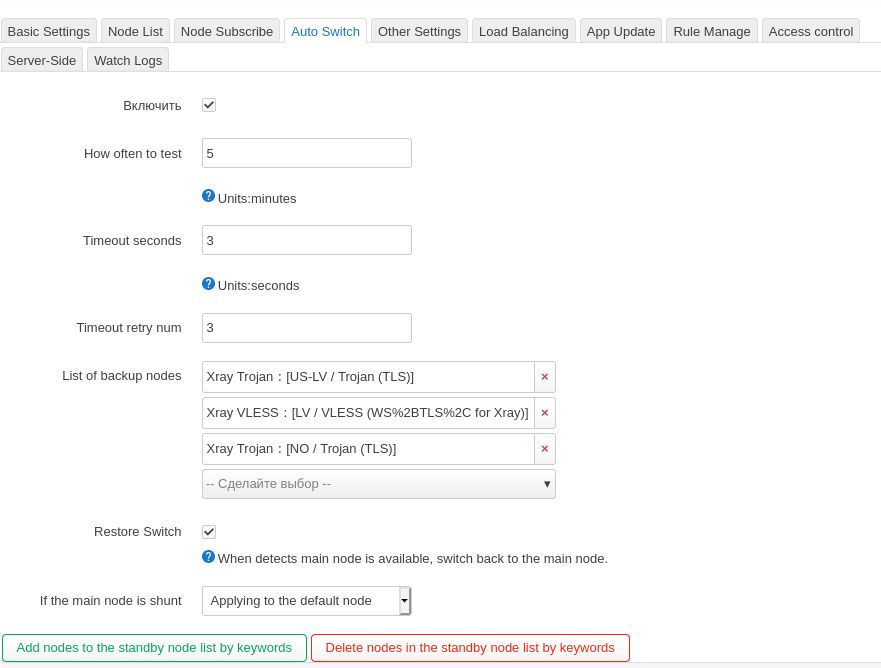 Basic Settings Node List Node Subscribe Auto Switch Other Settings Load Balancing App Update Rule Manage Access control
Server-Side Watch Logs
Включить
How often to test 5
? Units:minutes
Timeout seconds 3
? Units:seconds
Timeout retry num 3
List of backup nodes Xray Trojan：[US-LV / Trojan (TLS)] ×
Xray VLESS：[LV / VLESS (WS%2BTLS%2C for Xray)] ×
Xray Trojan：[NO / Trojan (TLS)] ×
-- Сделайте выбор -- ▾
Restore Switch
? When detects main node is available, switch back to the main node.
If the main node is shunt Applying to the default node
Add nodes to the standby node list by keywords Delete nodes in the standby node list by keywords